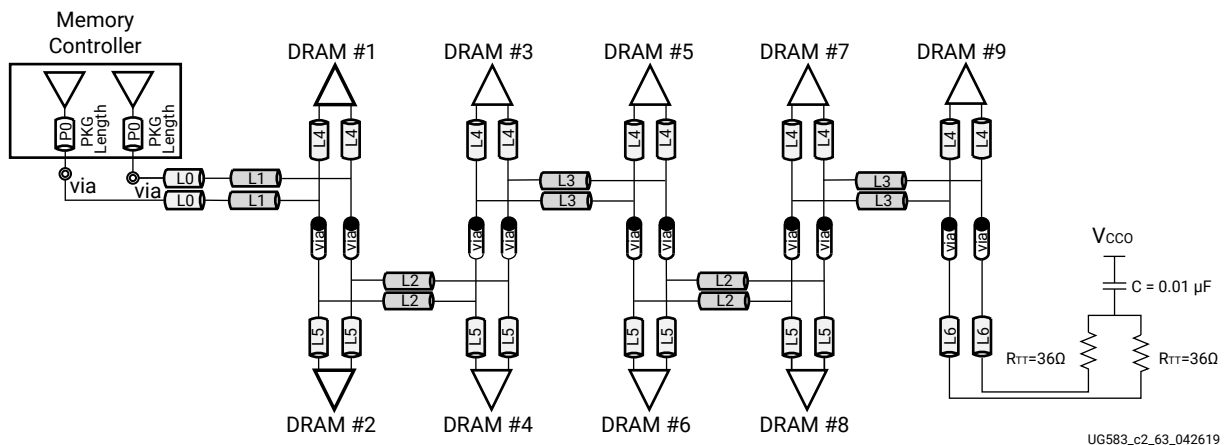 Memory
Controller
DRAM #1
DRAM #3
DRAM #5
DRAM #7
DRAM #9
P0
PKG
Length
P0
PKG
Length
L4
L4
L4
L4
L4
L4
L4
L4
L4
L4
via
via
L0
L1
L0
L1
L3
L3
L3
L3
via
via
via
via
via
via
via
via
via
via
VCCO
C = 0.01 µF
L2
L2
L2
L2
L5
L5
L5
L5
L5
L5
L5
L5
L6
L6
RTT=36Ω
RTT=36Ω
DRAM #2
DRAM #4
DRAM #6
DRAM #8
UG583_c2_63_042619